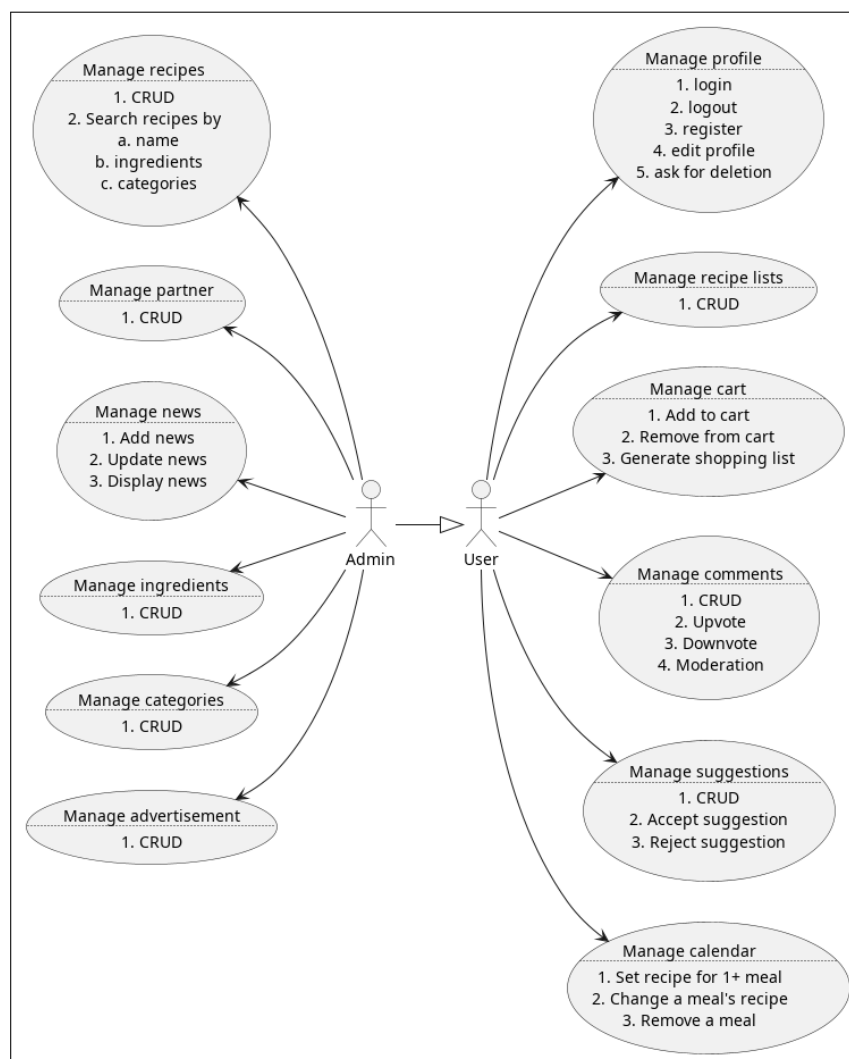 Manage recipes
1. CRUD
2. Search recipes by
a. name
b. ingredients
c. categories
Manage partner
1. CRUD
Manage news
1. Add news
2. Update news
3. Display news
Manage ingredients
1. CRUD
Manage categories
1. CRUD
Manage advertisement
1. CRUD
Admin
User
Manage profile
1. login
2. logout
3. register
4. edit profile
5. ask for deletion
Manage recipe lists
1. CRUD
Manage cart
1. Add to cart
2. Remove from cart
3. Generate shopping list
Manage comments
1. CRUD
2. Upvote
3. Downvote
4. Moderation
Manage suggestions
1. CRUD
2. Accept suggestion
3. Reject suggestion
Manage calendar
1. Set recipe for 1+ meal
2. Change a meal's recipe
3. Remove a meal